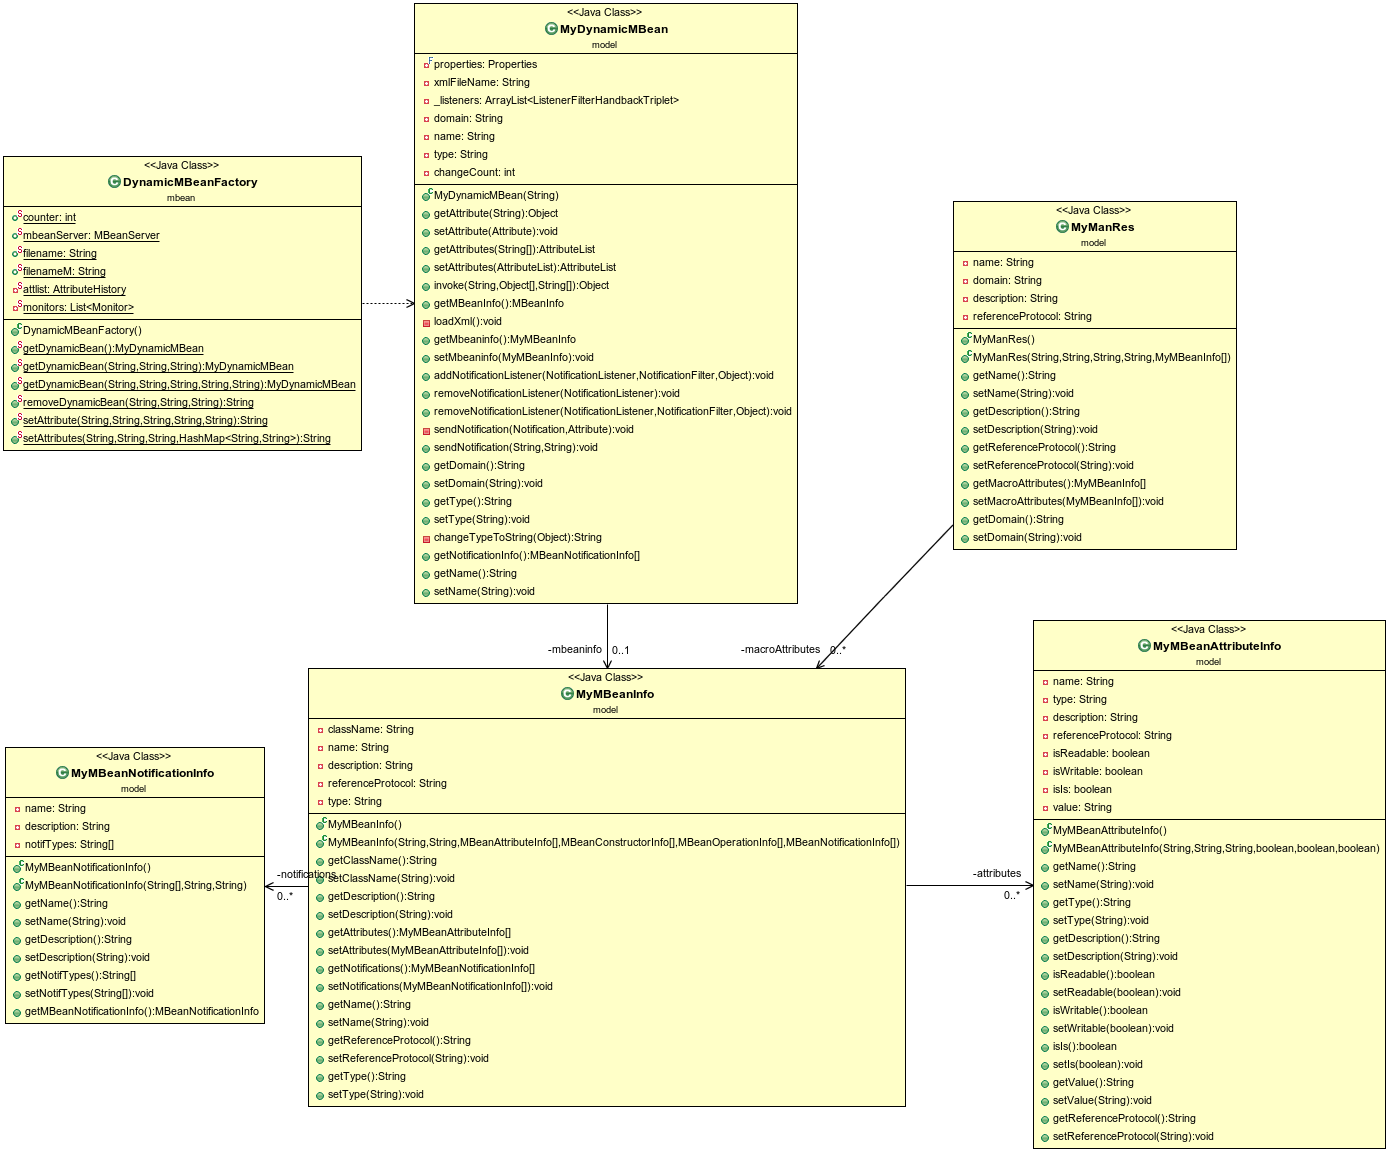 <<Java Class>>
MyDynamicMBean
model
properties: Properties
xmlFileName: String
_listeners: ArrayList<ListenerFilterHandbackTriplet>
domain: String
name: String
type: String
changeCount: int
MyDynamicMBean(String)
getAttribute(String):Object
setAttribute(Attribute):void
getAttributes(String[]):AttributeList
setAttributes(AttributeList):AttributeList
invoke(String,Object[],String[]):Object
getMBeanInfo():MBeanInfo
loadXml():void
getMbeaninfo():MyMBeanInfo
setMbeaninfo(MyMBeanInfo):void
addNotificationListener(NotificationListener,NotificationFilter,Object):void
removeNotificationListener(NotificationListener):void
removeNotificationListener(NotificationListener,NotificationFilter,Object):void
sendNotification(Notification,Attribute):void
sendNotification(String,String):void
getDomain():String
setDomain(String):void
getType():String
setType(String):void
changeTypeToString(Object):String
getNotificationInfo():MBeanNotificationInfo[]
getName():String
setName(String):void
<<Java Class>>
DynamicMBeanFactory
mbean
counter: int
mbeanServer: MBeanServer
filename: String
filenameM: String
attlist: AttributeHistory
monitors: List<Monitor>
DynamicMBeanFactory()
getDynamicBean():MyDynamicMBean
getDynamicBean(String,String,String):MyDynamicMBean
getDynamicBean(String,String,String,String,String):MyDynamicMBean
removeDynamicBean(String,String,String):String
setAttribute(String,String,String,String,String):String
setAttributes(String,String,String,HashMap<String,String>):String
<<Java Class>>
MyManRes
model
name: String
domain: String
description: String
referenceProtocol: String
MyManRes()
MyManRes(String,String,String,String,MyMBeanInfo[])
getName():String
setName(String):void
getDescription():String
setDescription(String):void
getReferenceProtocol():String
setReferenceProtocol(String):void
getMacroAttributes():MyMBeanInfo[]
setMacroAttributes(MyMBeanInfo[]):void
getDomain():String
setDomain(String):void
-mbeaninfo 0..1
-macroAttributes 0..*
<<Java Class>>
MyMBeanInfo
model
className: String
name: String
description: String
referenceProtocol: String
type: String
MyMBeanInfo()
MyMBeanInfo(String,String,MBeanAttributeInfo[],MBeanConstructorInfo[],MBeanOperationInfo[],MBeanNotificationInfo[])
getClassName():String
setClassName(String):void
getDescription():String
setDescription(String):void
getAttributes():MyMBeanAttributeInfo[]
setAttributes(MyMBeanAttributeInfo[]):void
getNotifications():MyMBeanNotificationInfo[]
setNotifications(MyMBeanNotificationInfo[]):void
getName():String
setName(String):void
getReferenceProtocol():String
setReferenceProtocol(String):void
getType():String
setType(String):void
-notifications
0..*
-attributes
0..*
<<Java Class>>
MyMBeanNotificationInfo
model
name: String
description: String
notifTypes: String[]
MyMBeanNotificationInfo()
MyMBeanNotificationInfo(String[],String,String)
getName():String
setName(String):void
getDescription():String
setDescription(String):void
getNotifTypes():String[]
setNotifTypes(String[]):void
getMBeanNotificationInfo():MBeanNotificationInfo
<<Java Class>>
MyMBeanAttributeInfo
model
name: String
type: String
description: String
referenceProtocol: String
isReadable: boolean
isWritable: boolean
isIs: boolean
value: String
MyMBeanAttributeInfo()
MyMBeanAttributeInfo(String,String,String,boolean,boolean,boolean)
getName():String
setName(String):void
getType():String
setType(String):void
getDescription():String
setDescription(String):void
isReadable():boolean
setReadable(boolean):void
isWritable():boolean
setWritable(boolean):void
isIs():boolean
setIs(boolean):void
getValue():String
setValue(String):void
getReferenceProtocol():String
setReferenceProtocol(String):void